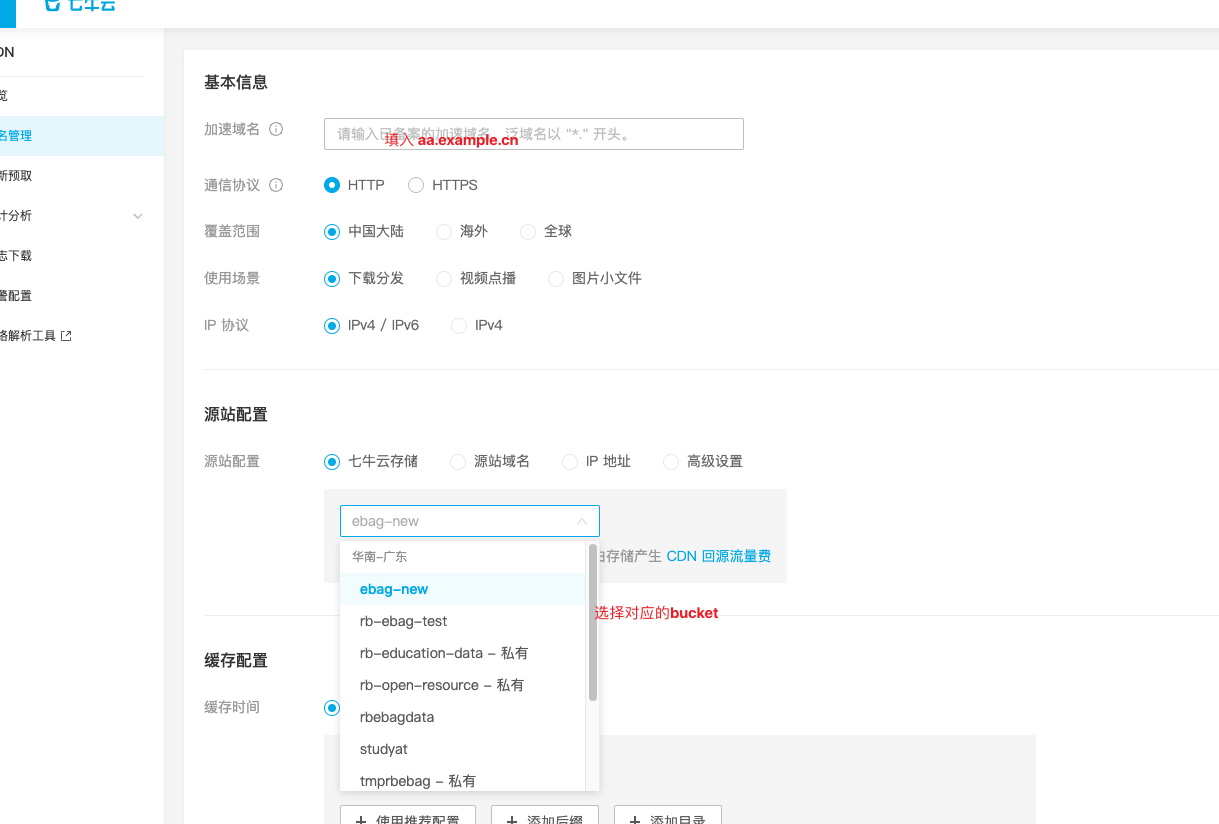 七牛云
DN
览
名管理
新预取
计分析
志下载
警配置
络解析工具
基本信息
加速域名
请输入已备案的加速域名，泛域名以 "*." 开头。
填入 aa.example.cn
通信协议 HTTP HTTPS
覆盖范围 中国大陆 海外 全球
使用场景 下载分发 视频点播 图片小文件
IP 协议 IPv4 / IPv6 IPv4
源站配置
源站配置 七牛云存储 源站域名 IP 地址 高级设置
ebag-new
由存储产生 CDN 回源流量费
华南-广东
ebag-new
选择对应的bucket
rb-ebag-test
rb-education-data - 私有
rb-open-resource - 私有
rbebagdata
studyat
tmprbebag - 私有
缓存配置
缓存时间
使用推荐配置 添加后缀 添加目录